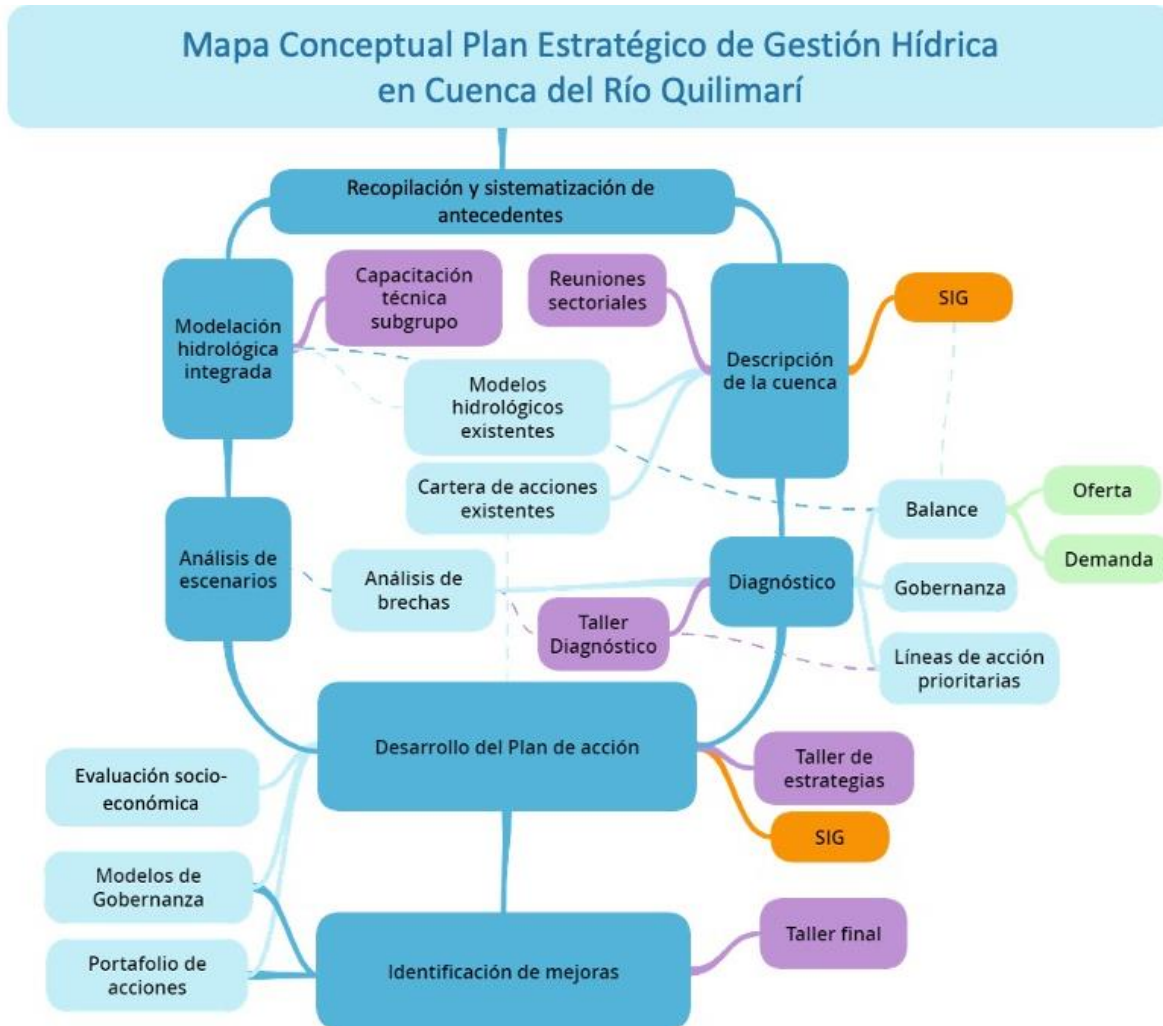 Mapa Conceptual Plan Estratégico de Gestión Hídrica
en Cuenca del Río Quilimarí
Recopilación y sistematización de
antecedentes
Capacitación
técnica
subgrupo
Reuniones
sectoriales
SIG
Modelación
hidrológica
integrada
Descripción
de la cuenca
Modelos
hidrológicos
existentes
Cartera de acciones
existentes
Balance
Oferta
Demanda
Análisis de
escenarios
Análisis de
brechas
Diagnóstico
Gobernanza
Taller
Diagnóstico
Líneas de acción
prioritarias
Desarrollo del Plan de acción
Taller de
estrategias
Evaluación socio-
económica
SIG
Modelos de
Gobernanza
Taller final
Portafolio de
acciones
Identificación de mejoras